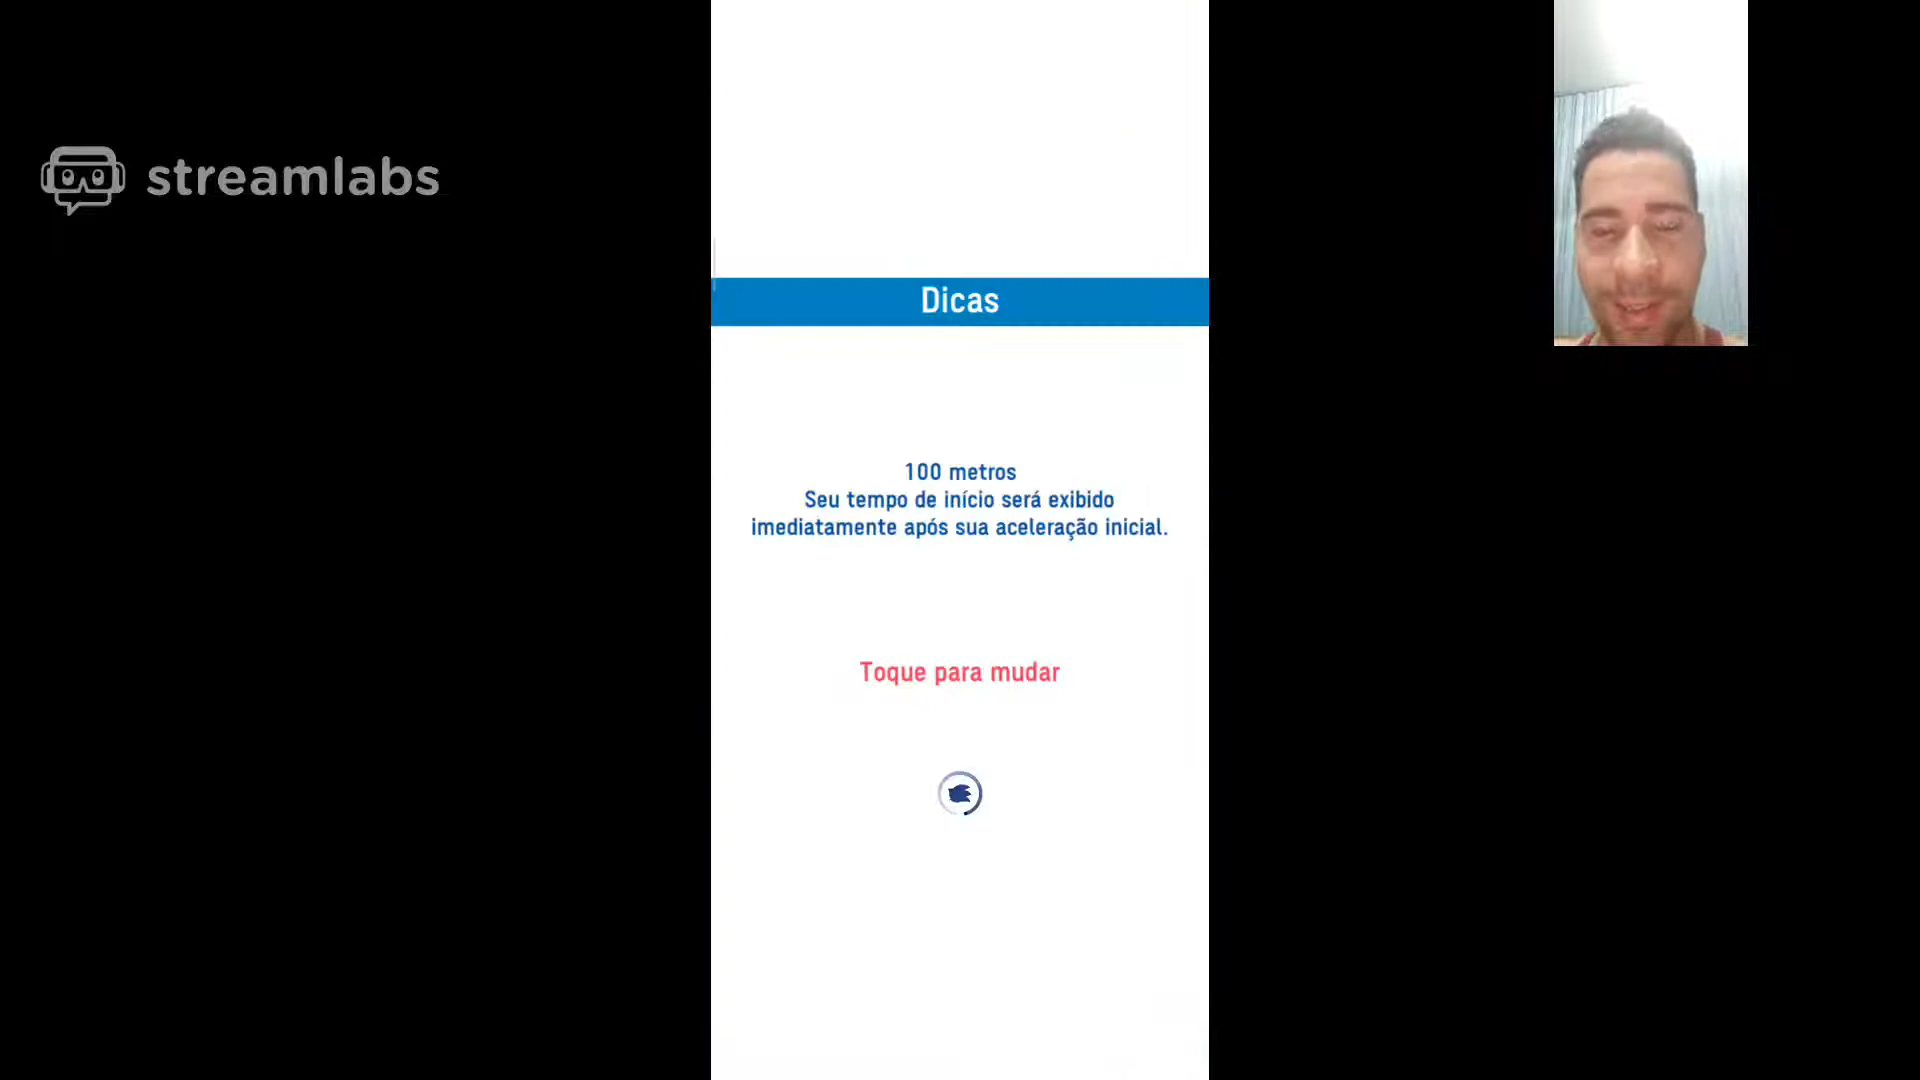 streamlabs
Dicas
100 metros
Seu tempo de início será exibido
imediatamente após sua aceleração inicial.
Toque para mudar